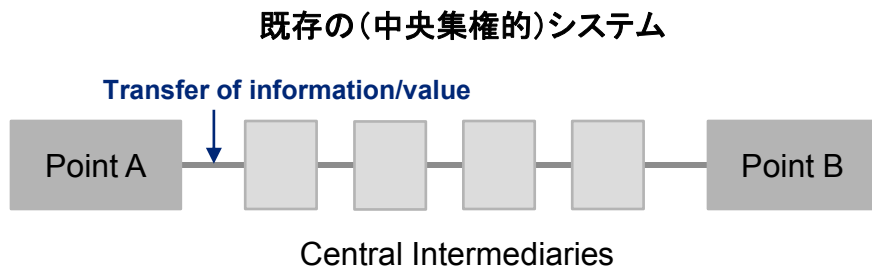 既存の（中央集権的）システム
Transfer of information/value
Point A
Point B
Central Intermediaries